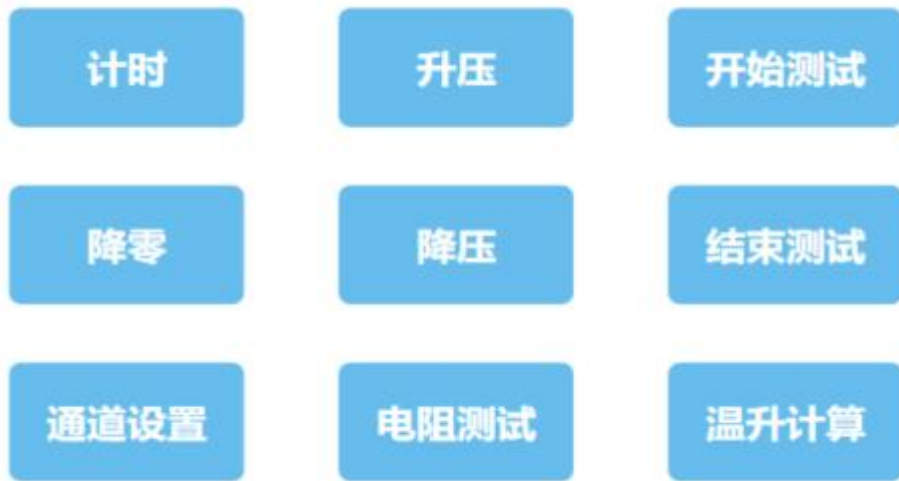 计时
升压
开始测试
降零
降压
结束测试
通道设置
电阻测试
温升计算